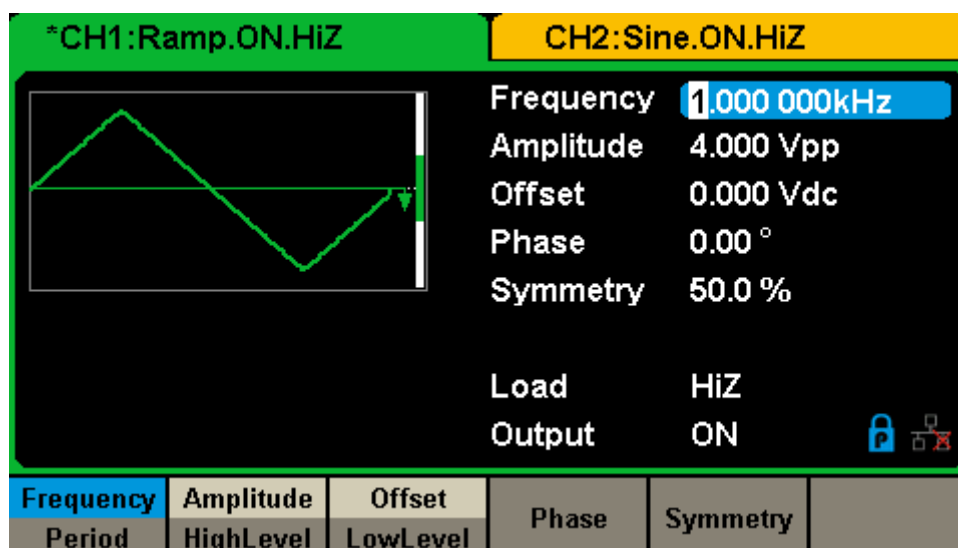 *CH1:Ramp.ON.HiZ
CH2:Sine.ON.HiZ
Frequency 1.000 000kHz
Amplitude 4.000 Vpp
Offset 0.000 Vdc
Phase 0.00 °
Symmetry 50.0 %
Load HiZ
Output ON
P
Frequency Amplitude Offset Phase Symmetry
Period HighLevel LowLevel